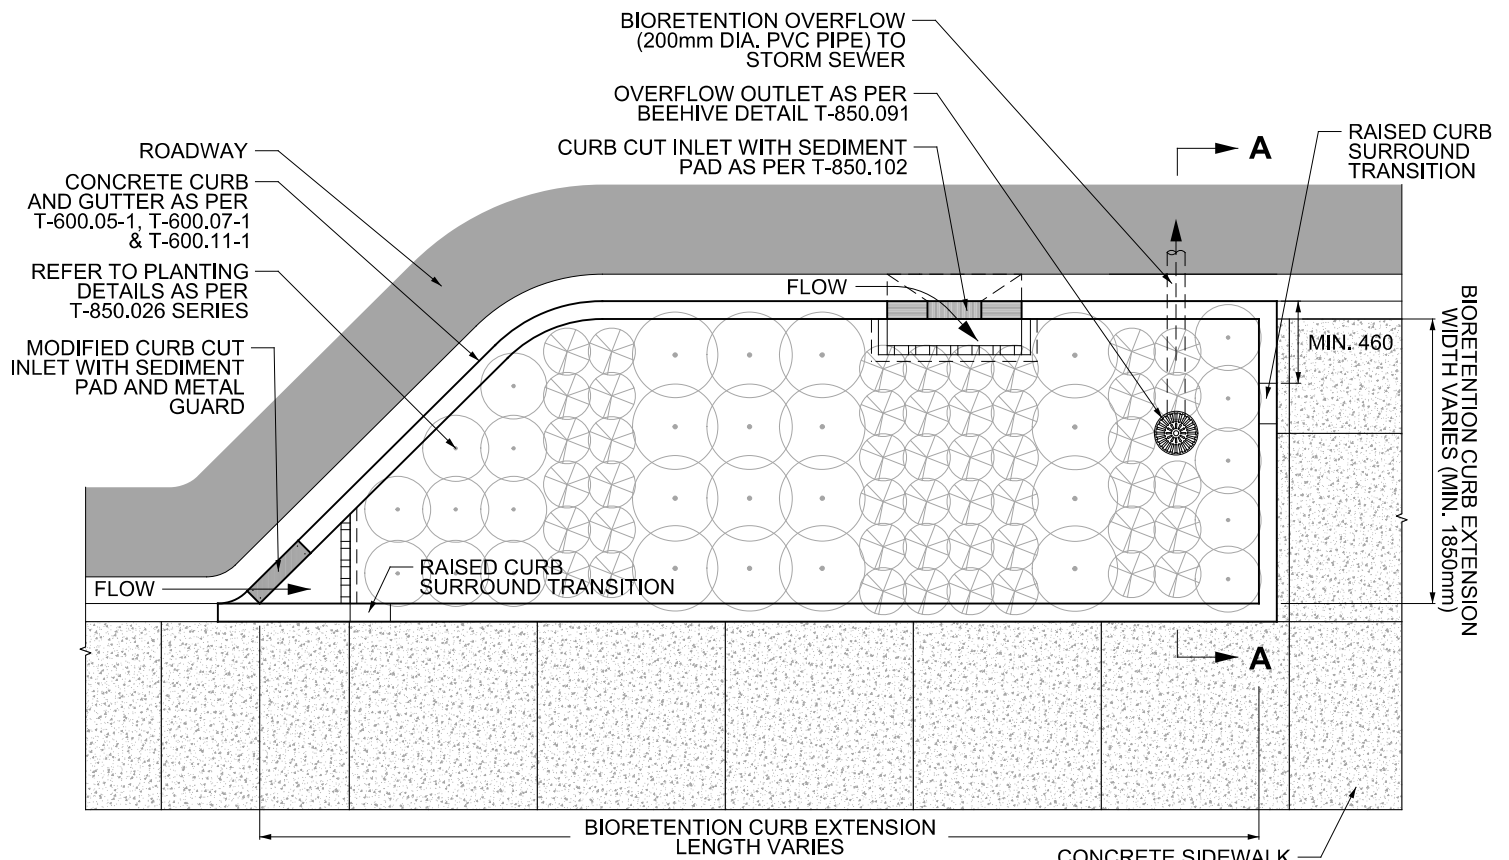 BIORETENTION OVERFLOW
(200mm DIA. PVC PIPE) TO
STORM SEWER
OVERFLOW OUTLET AS PER
BEEHIVE DETAIL T-850.091
CURB CUT INLET WITH SEDIMENT
PAD AS PER T-850.102
A
RAISED CURB
SURROUND
TRANSITION
ROADWAY
CONCRETE CURB
AND GUTTER AS PER
T-600.05-1, T-600.07-1
& T-600.11-1
REFER TO PLANTING
DETAILS AS PER
T-850.026 SERIES
MODIFIED CURB CUT
INLET WITH SEDIMENT
PAD AND METAL
GUARD
FLOW
MIN. 460
BIORETENTION CURB EXTENSION
WIDTH VARIES (MIN. 1850mm)
FLOW
RAISED CURB
SURROUND TRANSITION
A
BIORETENTION CURB EXTENSION
LENGTH VARIES
CONCRETE SIDEWALK